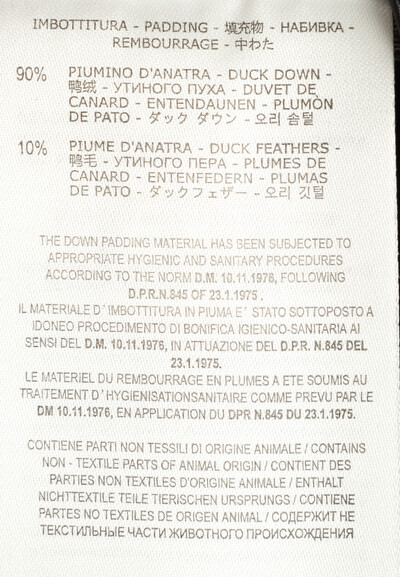 IMBOTTITURA - PADDING - 填充物 - НАБИВКА -
REMBOURRAGE - 中わた
90% PIUMINO D'ANATRA - DUCK DOWN -
鸭绒 - УТИНОГО ПУХА - DUVET DE
CANARD - ENTENDAUNEN - PLUMÒN
DE PATO - ダック ダウン - 오리 솜털
10% PIUME D'ANATRA - DUCK FEATHERS -
鸭毛 - УТИНОГО ПЕРА - PLUMES DE
CANARD - ENTENFEDERN - PLUMAS
DE PATO - ダックフェザー - 오리 깃털
THE DOWN PADDING MATERIAL HAS BEEN SUBJECTED TO
APPROPRIATE HYGIENIC AND SANITARY PROCEDURES
ACCORDING TO THE NORM D.M. 10.11.1976, FOLLOWING
D.P.R.N.845 OF 23.1.1975 .
IL MATERIALE D' IMBOTTITURA IN PIUMA E' STATO SOTTOPOSTO A
IDONEO PROCEDIMENTO DI BONIFICA IGIENICO-SANITARIA AI
SENSI DEL D.M. 10.11.1976, IN ATTUAZIONE DEL D.P.R. N.845 DEL
23.1.1975.
LE MATERIEL DU REMBOURRAGE EN PLUMES A ETE SOUMIS AU
TRAITEMENT D' HYGIENISATIONSANITAIRE COMME PREVU PAR LE
DM 10.11.1976, EN APPLICATION DU DPR N.845 DU 23.1.1975.
CONTIENE PARTI NON TESSILI DI ORIGINE ANIMALE / CONTAINS
NON - TEXTILE PARTS OF ANIMAL ORIGIN / CONTIENT DES
PARTIES NON TEXTILES D'ORIGINE ANIMALE / ENTHALT
NICHTTEXTILE TEILE TIERISCHEN URSPRUNGS / CONTIENE
PARTES NO TEXTILES DE ORIGEN ANIMAL / СОДЕРЖИТ НЕ
ТЕКСТИЛЬНЫЕ ЧАСТИ ЖИВОТНОГО ПРОИСХОЖДЕНИЯ